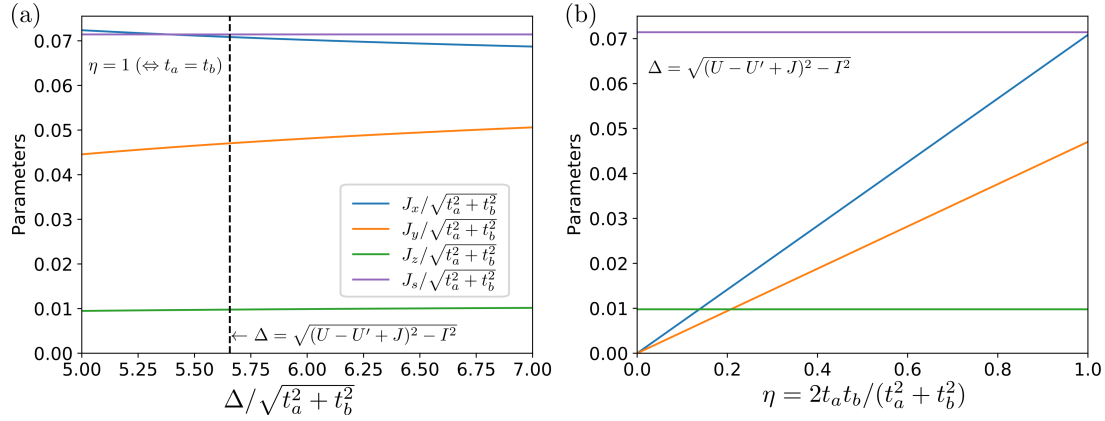 (a)
0.07
0.06
0.05
0.04
0.03
0.02
0.01
0.00
Parameters
η = 1 (⇔ t_a = t_b)
J_x/√(t_a^2 + t_b^2)
J_y/√(t_a^2 + t_b^2)
J_z/√(t_a^2 + t_b^2)
J_s/√(t_a^2 + t_b^2)
← Δ = √((U − U′ + J)^2 − I^2)
5.00 5.25 5.50 5.75 6.00 6.25 6.50 6.75 7.00
Δ/√(t_a^2 + t_b^2)
(b)
0.07
0.06
0.05
0.04
0.03
0.02
0.01
0.00
Parameters
Δ = √((U − U′ + J)^2 − I^2)
0.0 0.2 0.4 0.6 0.8 1.0
η = 2t_a t_b/(t_a^2 + t_b^2)